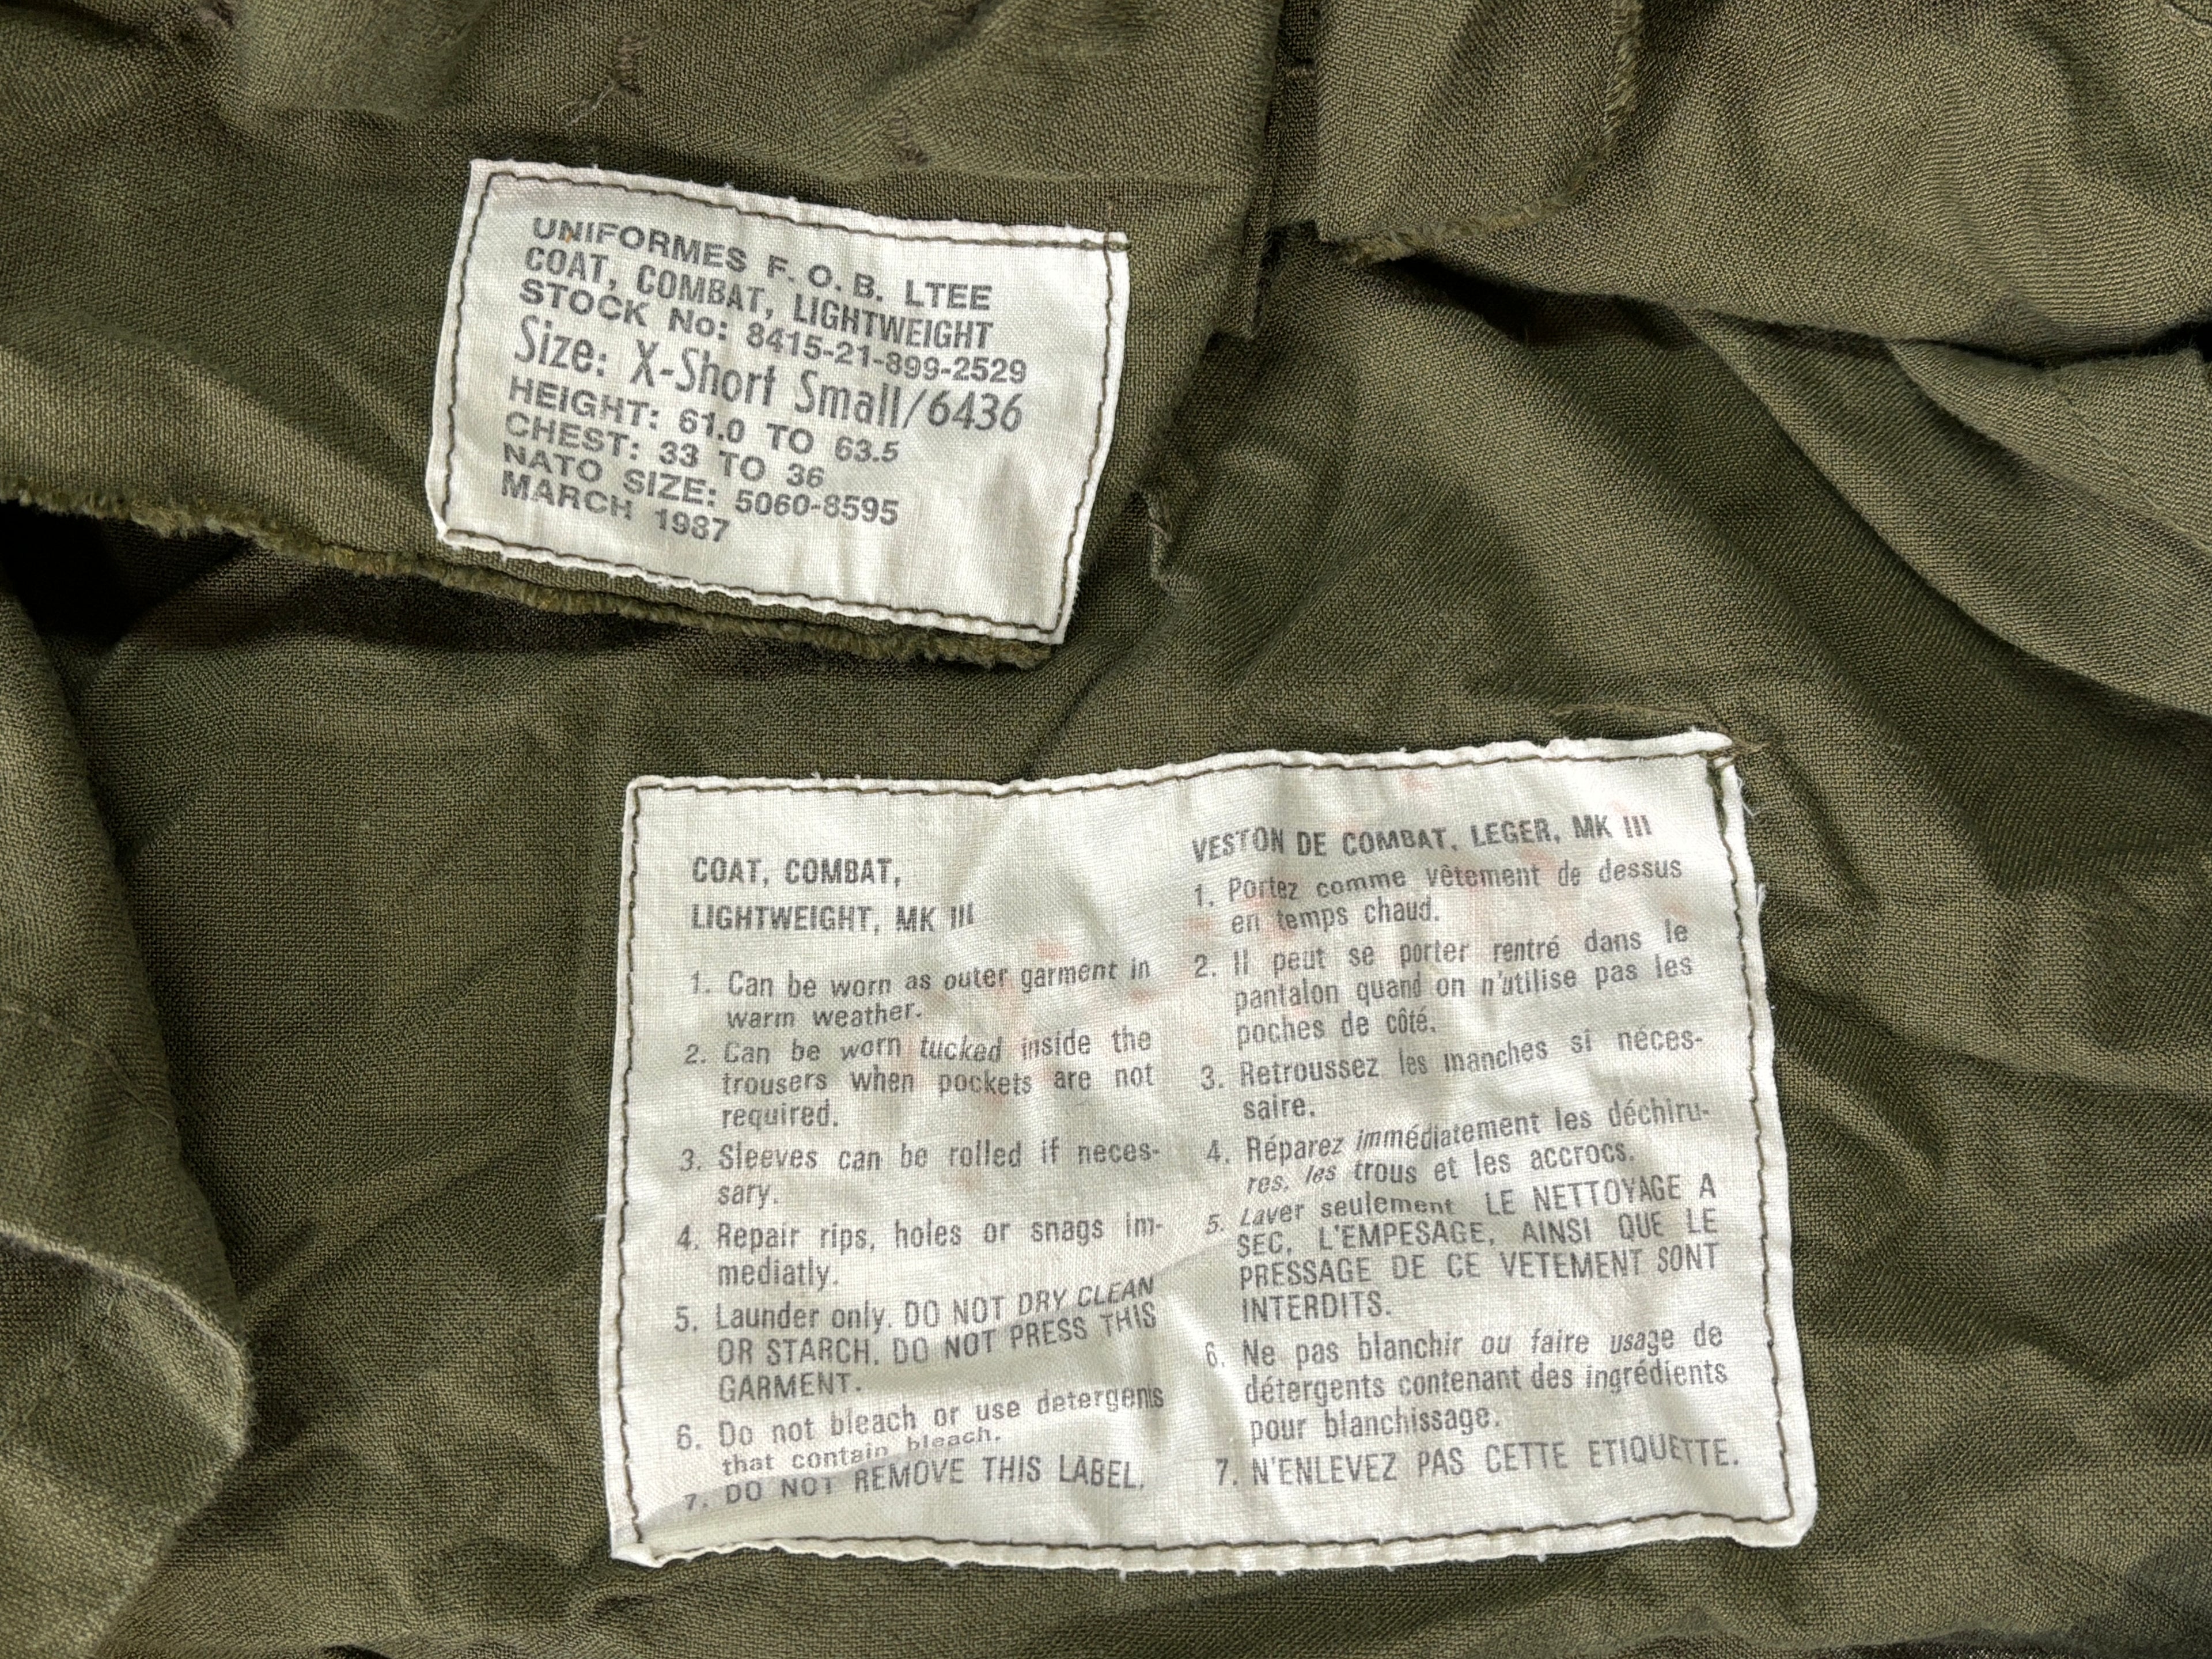 UNIFORMES F. O. B. LTEE
COAT, COMBAT, LIGHTWEIGHT
STOCK No: 8415-21-899-2529
Size: X-Short Small/6436
HEIGHT: 61.0 TO 63.5
CHEST: 33 TO 36
NATO SIZE: 5060-8595
MARCH 1987
COAT, COMBAT,
LIGHTWEIGHT, MK III
1. Can be worn as outer garment in
warm weather.
2. Can be worn tucked inside the
trousers when pockets are not
required.
3. Sleeves can be rolled if neces-
sary.
4. Repair rips, holes or snags im-
mediatly.
5. Launder only. DO NOT DRY CLEAN
OR STARCH. DO NOT PRESS THIS
GARMENT.
6. Do not bleach or use detergents
that contain bleach.
7. DO NOT REMOVE THIS LABEL.
VESTON DE COMBAT, LEGER, MK III
1. Portez comme vêtement de dessus
en temps chaud.
2. Il peut se porter rentré dans le
pantalon quand on n'utilise pas les
poches de côté.
3. Retroussez les manches si néces-
saire.
4. Réparez immédiatement les déchiru-
res, les trous et les accrocs.
5. Laver seulement LE NETTOYAGE A
SEC, L'EMPESAGE, AINSI QUE LE
PRESSAGE DE CE VETEMENT SONT
INTERDITS.
6. Ne pas blanchir ou faire usage de
détergents contenant des ingrédients
pour blanchissage.
7. N'ENLEVEZ PAS CETTE ETIQUETTE.